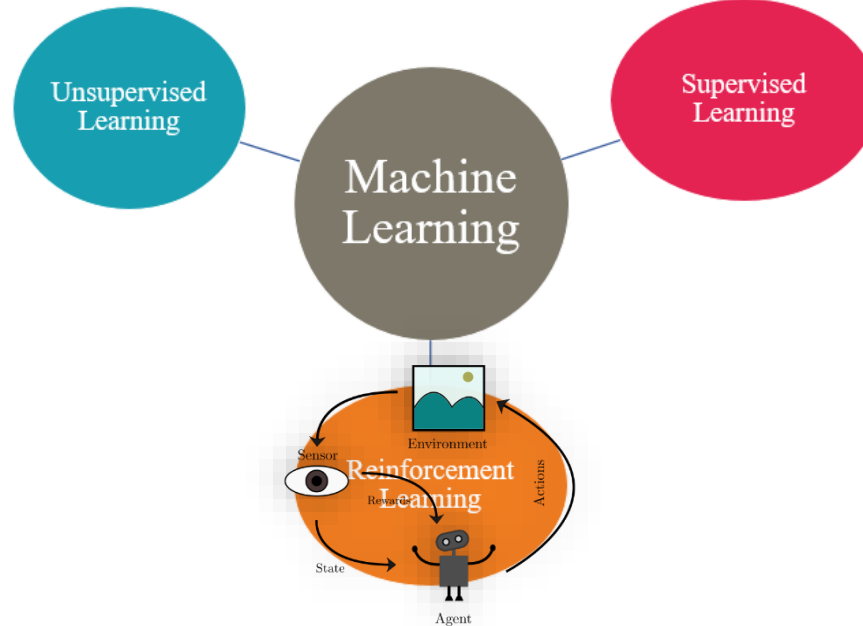 Unsupervised
Learning
Supervised
Learning
Machine
Learning
Environment
Sensor
Reinforcement
Learning
Rewards
Actions
State
Agent